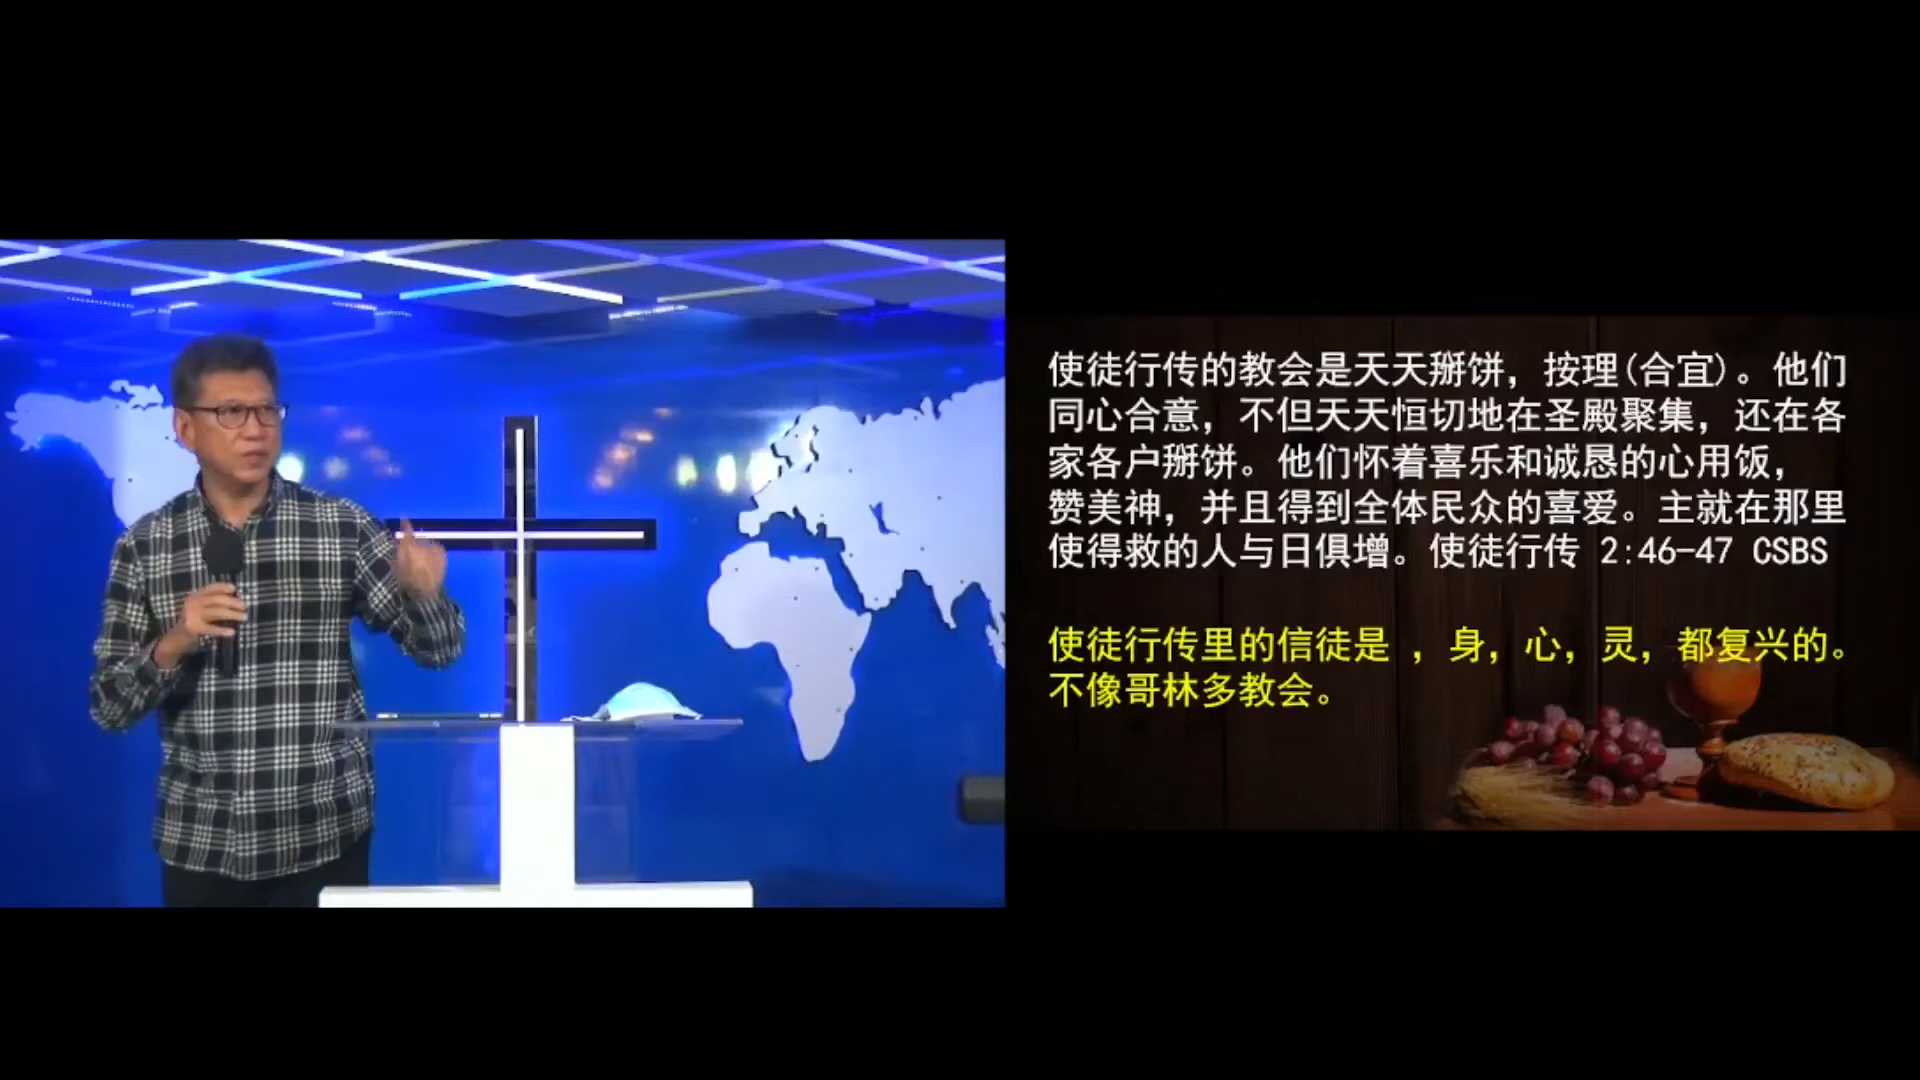 使徒行传的教会是天天掰饼，按理(合宜)。他们
同心合意，不但天天恒切地在圣殿聚集，还在各
家各户掰饼。他们怀着喜乐和诚恳的心用饭，
赞美神，并且得到全体民众的喜爱。主就在那里
使得救的人与日俱增。使徒行传 2:46-47 CSBS
使徒行传里的信徒是 ，身，心，灵，都复兴的。
不像哥林多教会。